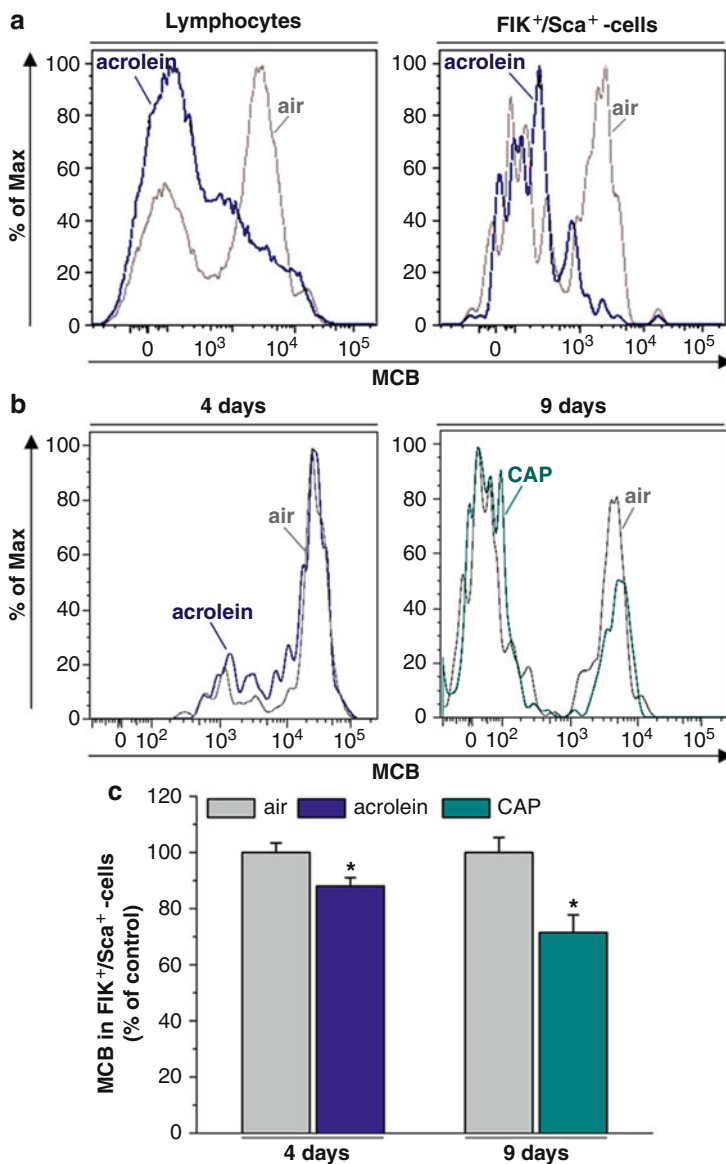 a
Lymphocytes
FIK⁺/Sca⁺ -cells
% of Max
100
80
60
40
20
0
acrolein
air
0 10³ 10⁴ 10⁵
100
80
60
40
20
0
acrolein
air
0 10³ 10⁴ 10⁵
MCB
b
4 days
9 days
% of Max
100
80
60
40
20
0
air
acrolein
0 10² 10³ 10⁴ 10⁵
100
80
60
40
20
0
CAP
air
0 10² 10³ 10⁴ 10⁵
MCB
c
MCB in FIK⁺/Sca⁺ -cells
(% of control)
120
100
80
60
40
20
0
air acrolein CAP
*
*
4 days
9 days